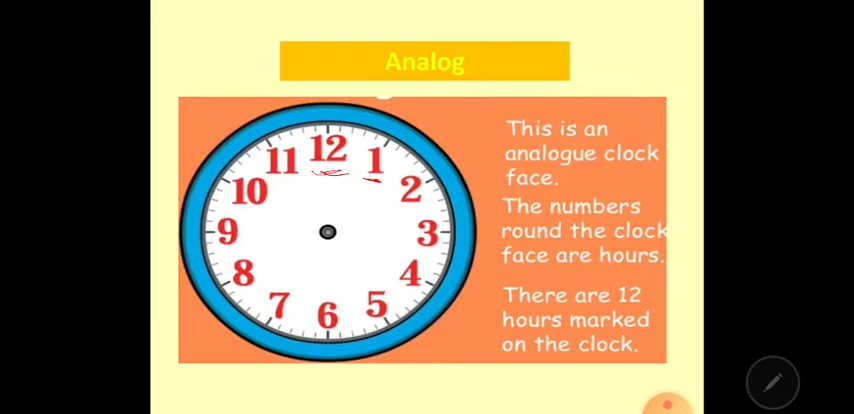 Analog
This is an
analogue clock
face.
The numbers
round the clock
face are hours.
There are 12
hours marked
on the clock.
12
1
2
3
4
5
6
7
8
9
10
11